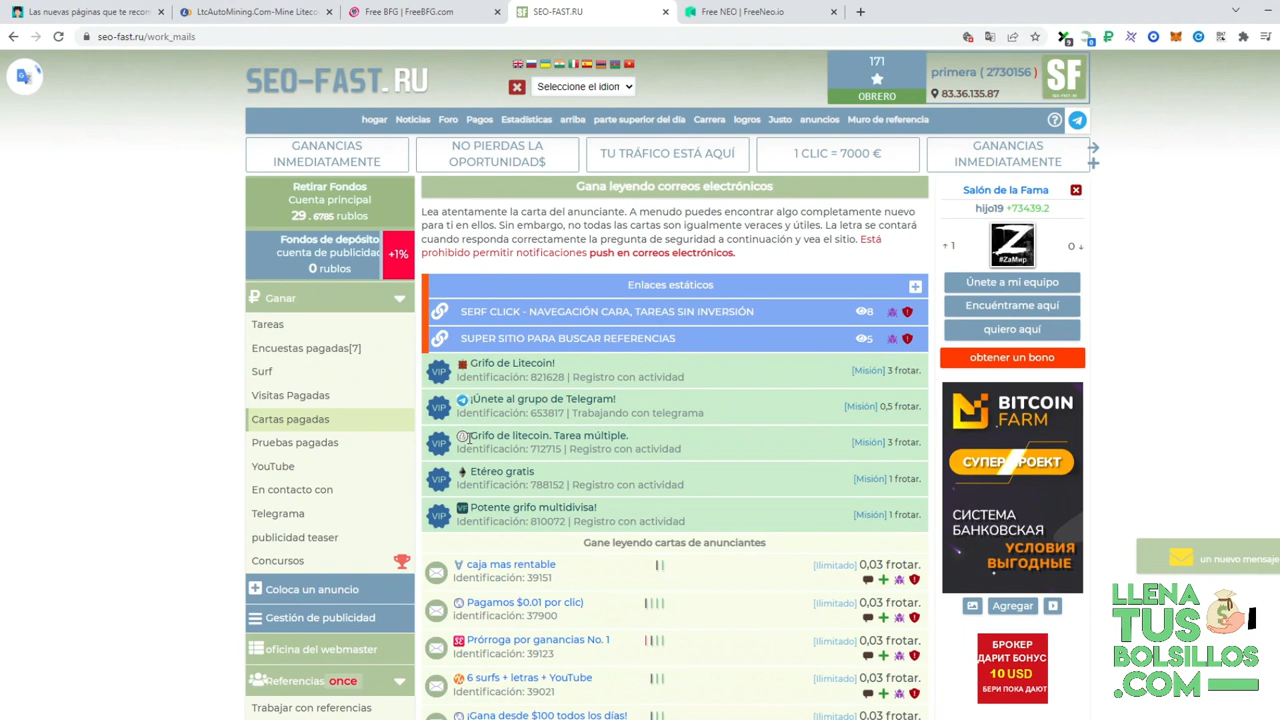 Las nuevas páginas que te recom
LtcAutoMining.Com-Mine Liteco
Free BFG | FreeBFG.com
SEO-FAST.RU
Free NEO | FreeNeo.io
seo-fast.ru/work_mails
SEO-FAST.RU
Seleccione el idiom
171
OBRERO
primera ( 2730156 )
83.36.135.87
SF
hogar Noticias Foro Pagos Estadísticas arriba parte superior del día Carrera logros Justo anuncios Muro de referencia
GANANCIAS INMEDIATAMENTE
NO PIERDAS LA OPORTUNIDAD$
TU TRÁFICO ESTÁ AQUÍ
1 CLIC = 7000 €
GANANCIAS INMEDIATAMENTE
Retirar Fondos
Cuenta principal
29 . 6785 rublos
Fondos de depósito
cuenta de publicidad
0 rublos
+1%
Ganar
Tareas
Encuestas pagadas[7]
Surf
Visitas Pagadas
Cartas pagadas
Pruebas pagadas
YouTube
En contacto con
Telegrama
publicidad teaser
Concursos
Coloca un anuncio
Gestión de publicidad
oficina del webmaster
Referencias once
Trabajar con referencias
Gana leyendo correos electrónicos
Lea atentamente la carta del anunciante. A menudo puedes encontrar algo completamente nuevo
para ti en ellos. Sin embargo, no todas las cartas son igualmente veraces y útiles. La letra se contará
cuando responda correctamente la pregunta de seguridad a continuación y vea el sitio. Está
prohibido permitir notificaciones push en correos electrónicos.
Enlaces estáticos
SERF CLICK - NAVEGACIÓN CARA, TAREAS SIN INVERSIÓN 8
SUPER SITIO PARA BUSCAR REFERENCIAS 5
VIP Grifo de Litecoin!
Identificación: 821628 | Registro con actividad
[Misión] 3 frotar.
VIP ¡Únete al grupo de Telegram!
Identificación: 653817 | Trabajando con telegrama
[Misión] 0,5 frotar.
VIP Grifo de litecoin. Tarea múltiple.
Identificación: 712715 | Registro con actividad
[Misión] 3 frotar.
VIP Etéreo gratis
Identificación: 788152 | Registro con actividad
[Misión] 1 frotar.
VIP Potente grifo multidivisa!
Identificación: 810072 | Registro con actividad
[Misión] 1 frotar.
Gane leyendo cartas de anunciantes
caja mas rentable
Identificación: 39151
[Ilimitado] 0,03 frotar.
Pagamos $0.01 por clic)
Identificación: 37900
[Ilimitado] 0,03 frotar.
Prórroga por ganancias No. 1
Identificación: 39123
[Ilimitado] 0,03 frotar.
6 surfs + letras + YouTube
Identificación: 39021
[Ilimitado] 0,03 frotar.
¡Gana desde $100 todos los días!
[Ilimitado] 0,03 frotar.
Salón de la Fama
hijo19 +73439.2
↑ 1
Z
#ZaМир
0 ↓
Únete a mi equipo
Encuéntrame aquí
quiero aquí
obtener un bono
BITCOIN
FARM
СУПЕР ПРОЕКТ
СИСТЕМА
БАНКОВСКАЯ
УСЛОВИЯ
ВЫГОДНЫЕ
Agregar
БРОКЕР
ДАРИТ БОНУС
10 USD
БЕРИ ПОКА ДАЮТ
un nuevo mensaje
LLENA
TUS
BOLSILLOS
.COM